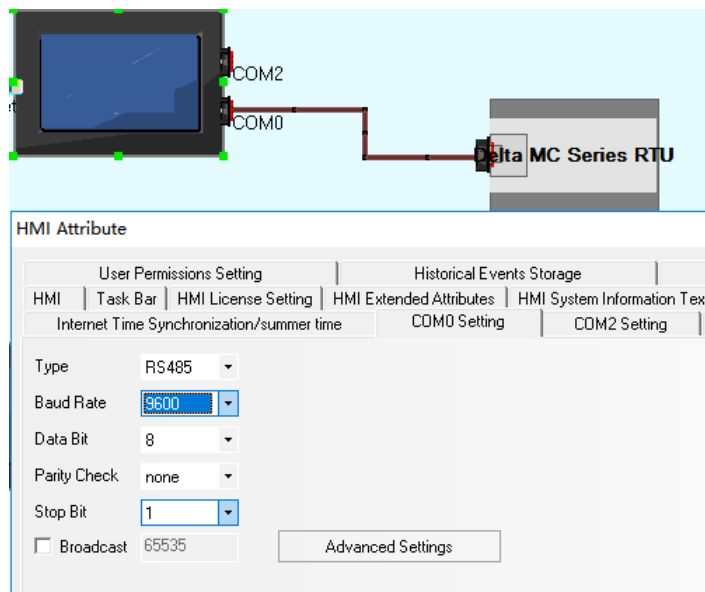 COM2
et
COM0
Delta MC Series RTU
HMI Attribute
User Permissions Setting
Historical Events Storage
HMI
Task Bar
HMI License Setting
HMI Extended Attributes
HMI System Information Tex
Internet Time Synchronization/summer time
COM0 Setting
COM2 Setting
Type RS485
Baud Rate 9600
Data Bit 8
Parity Check none
Stop Bit 1
Broadcast 65535
Advanced Settings